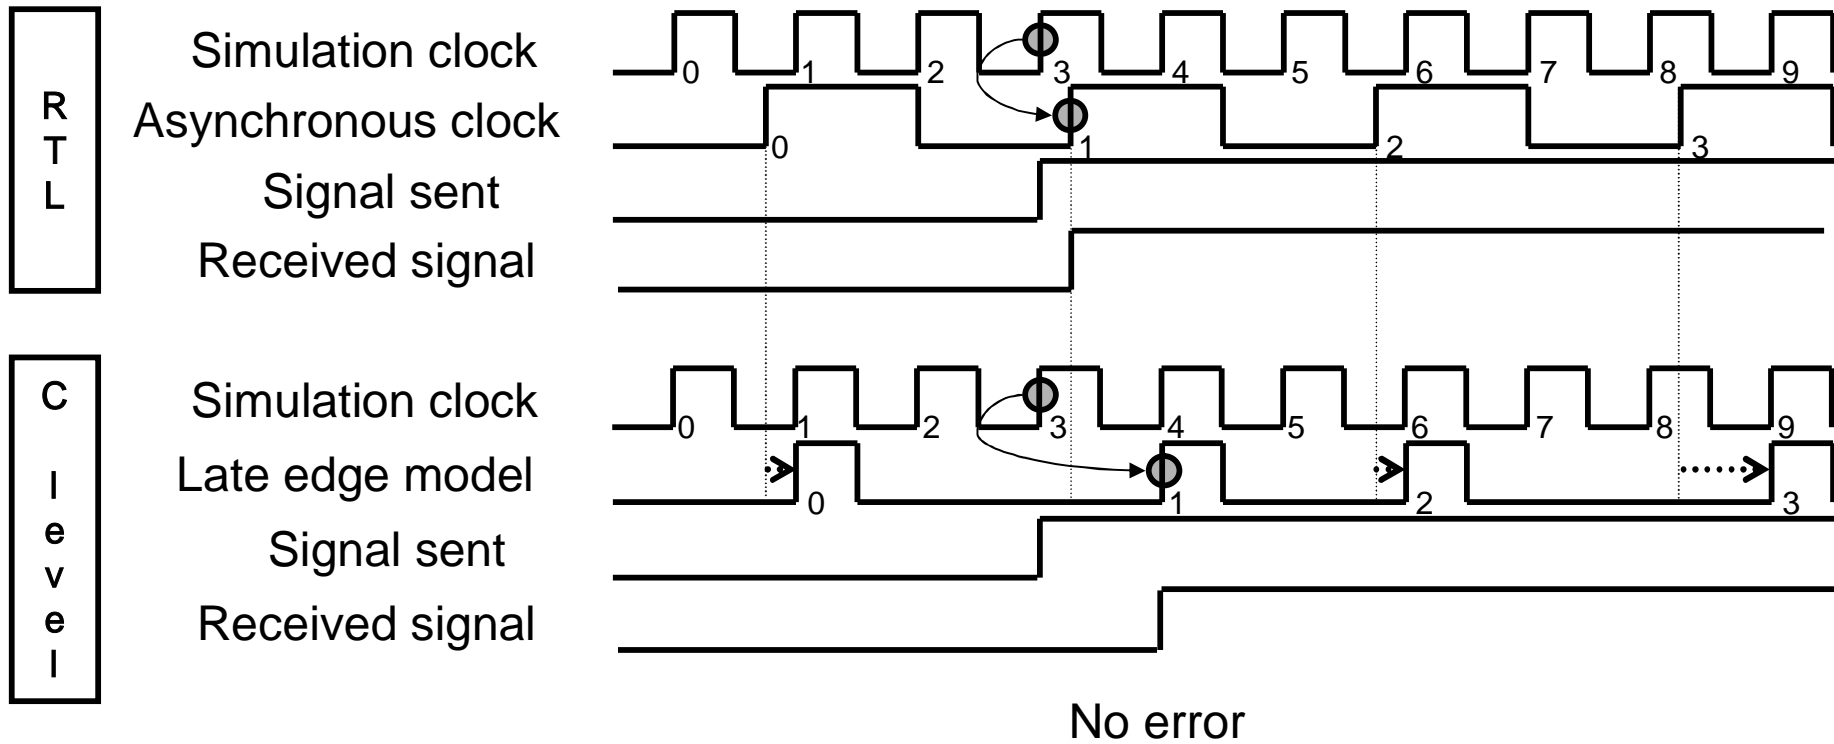 RTL
Simulation clock
0 1 2 3 4 5 6 7 8 9
Asynchronous clock
0 1 2 3
Signal sent
Received signal
C level
Simulation clock
0 1 2 3 4 5 6 7 8 9
Late edge model
0 1 2 3
Signal sent
Received signal
No error